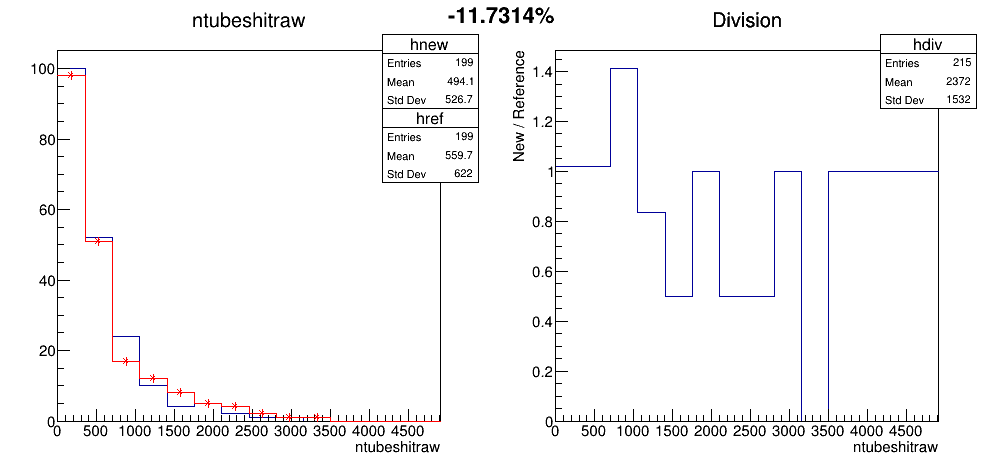 -11.7314%
ntubeshitraw
hnew
Entries 199
Mean 494.1
Std Dev 526.7
href
Entries 199
Mean 559.7
Std Dev 622
100
80
60
40
20
0
0 500 1000 1500 2000 2500 3000 3500 4000 4500
ntubeshitraw
Division
hdiv
Entries 215
Mean 2372
Std Dev 1532
New / Reference
1.4
1.2
1
0.8
0.6
0.4
0.2
0
0 500 1000 1500 2000 2500 3000 3500 4000 4500
ntubeshitraw